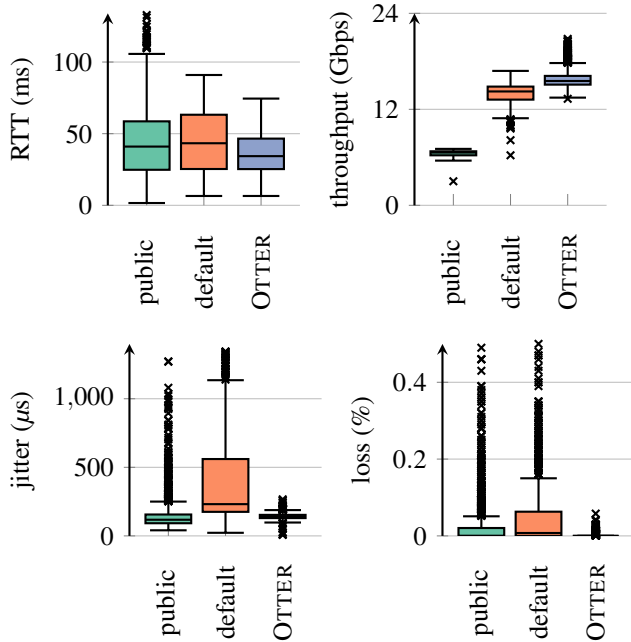 RTT (ms)
100
50
0
public
default
OTTER
throughput (Gbps)
24
12
0
public
default
OTTER
jitter (μs)
1,000
500
0
public
default
OTTER
loss (%)
0.4
0.2
0
public
default
OTTER